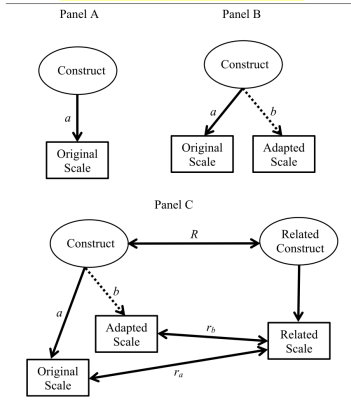 Panel A
Panel B
Construct
Construct
a
a
b
Original
Scale
Original
Scale
Adapted
Scale
Panel C
Construct
R
Related
Construct
a
b
Adapted
Scale
r_b
Related
Scale
Original
Scale
r_a